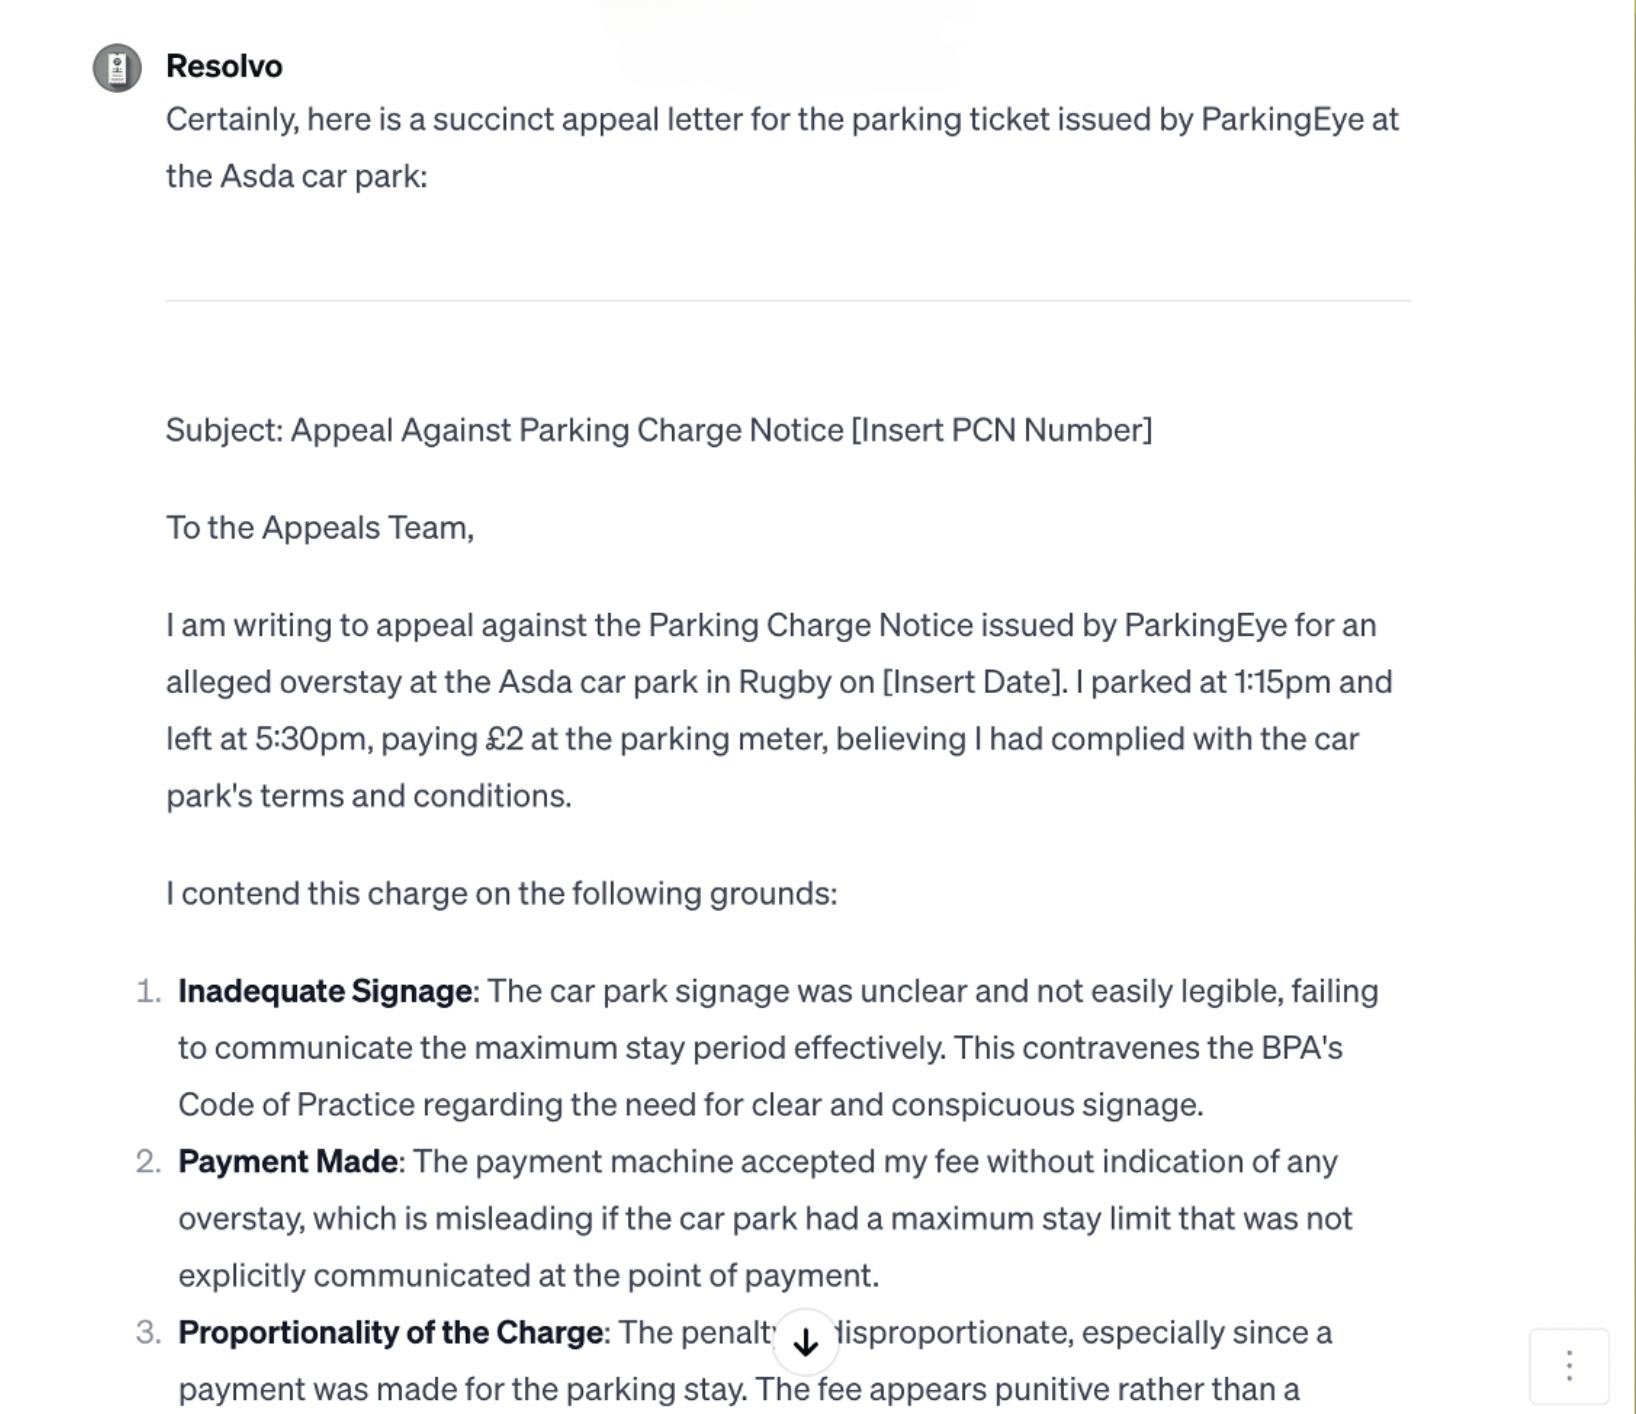 Resolvo
Certainly, here is a succinct appeal letter for the parking ticket issued by ParkingEye at
the Asda car park:
Subject: Appeal Against Parking Charge Notice [Insert PCN Number]
To the Appeals Team,
I am writing to appeal against the Parking Charge Notice issued by ParkingEye for an
alleged overstay at the Asda car park in Rugby on [Insert Date]. I parked at 1:15pm and
left at 5:30pm, paying £2 at the parking meter, believing I had complied with the car
park's terms and conditions.
I contend this charge on the following grounds:
1. Inadequate Signage: The car park signage was unclear and not easily legible, failing
to communicate the maximum stay period effectively. This contravenes the BPA's
Code of Practice regarding the need for clear and conspicuous signage.
2. Payment Made: The payment machine accepted my fee without indication of any
overstay, which is misleading if the car park had a maximum stay limit that was not
explicitly communicated at the point of payment.
3. Proportionality of the Charge: The penalty disproportionate, especially since a
payment was made for the parking stay. The fee appears punitive rather than a